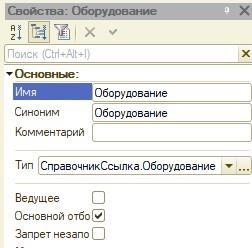 Свойства: Оборудование
Поиск (Ctrl+Alt+I)
Основные:
Имя Оборудование
Синоним Оборудование
Комментарий
Тип СправочникСсылка.Оборудование ...
Ведущее
Основной отбо
Запрет незапо